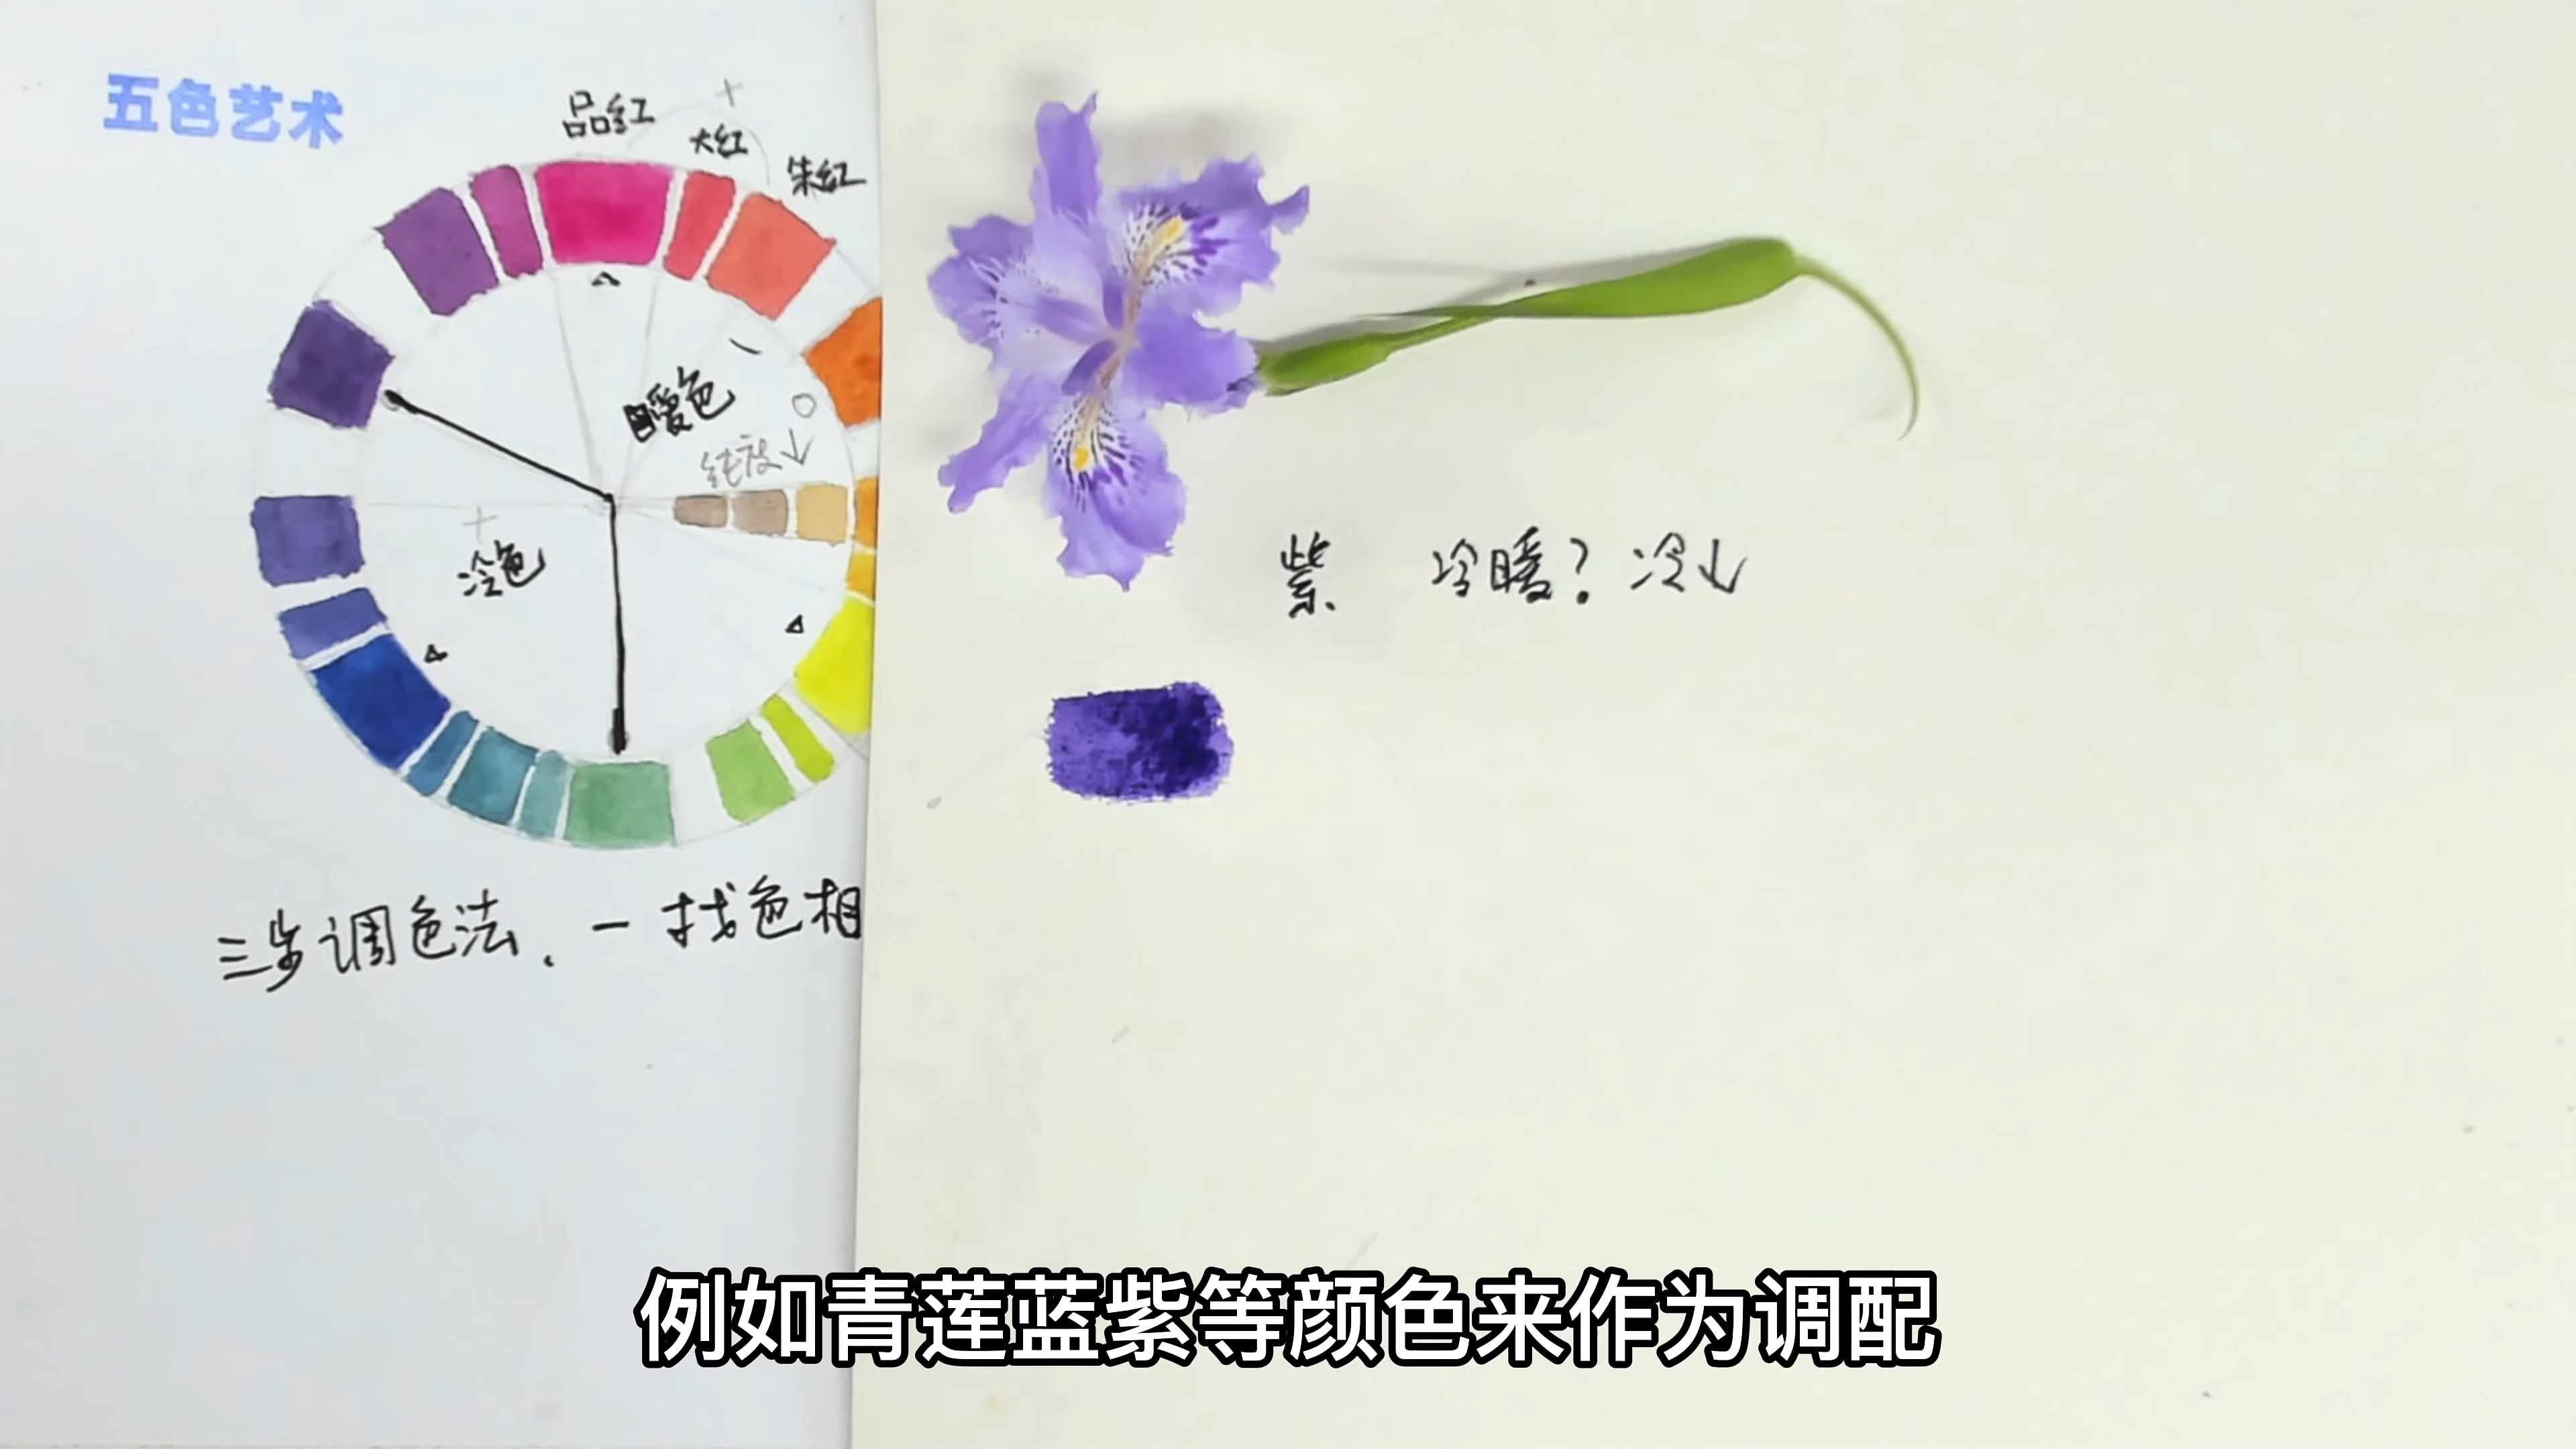 五色艺术
品红
大红
朱红
暖色
纯度↓
冷色
三步调色法. 一找色相
紫 冷暖? 冷↓
例如青莲蓝紫等颜色来作为调配